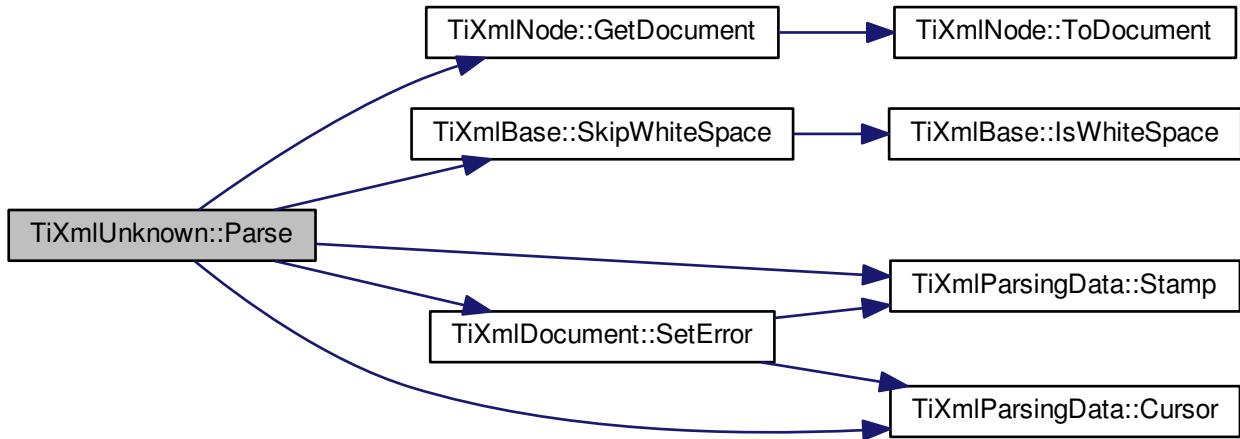 TiXmlNode::GetDocument
TiXmlNode::ToDocument
TiXmlBase::SkipWhiteSpace
TiXmlBase::IsWhiteSpace
TiXmlUnknown::Parse
TiXmlParsingData::Stamp
TiXmlDocument::SetError
TiXmlParsingData::Cursor